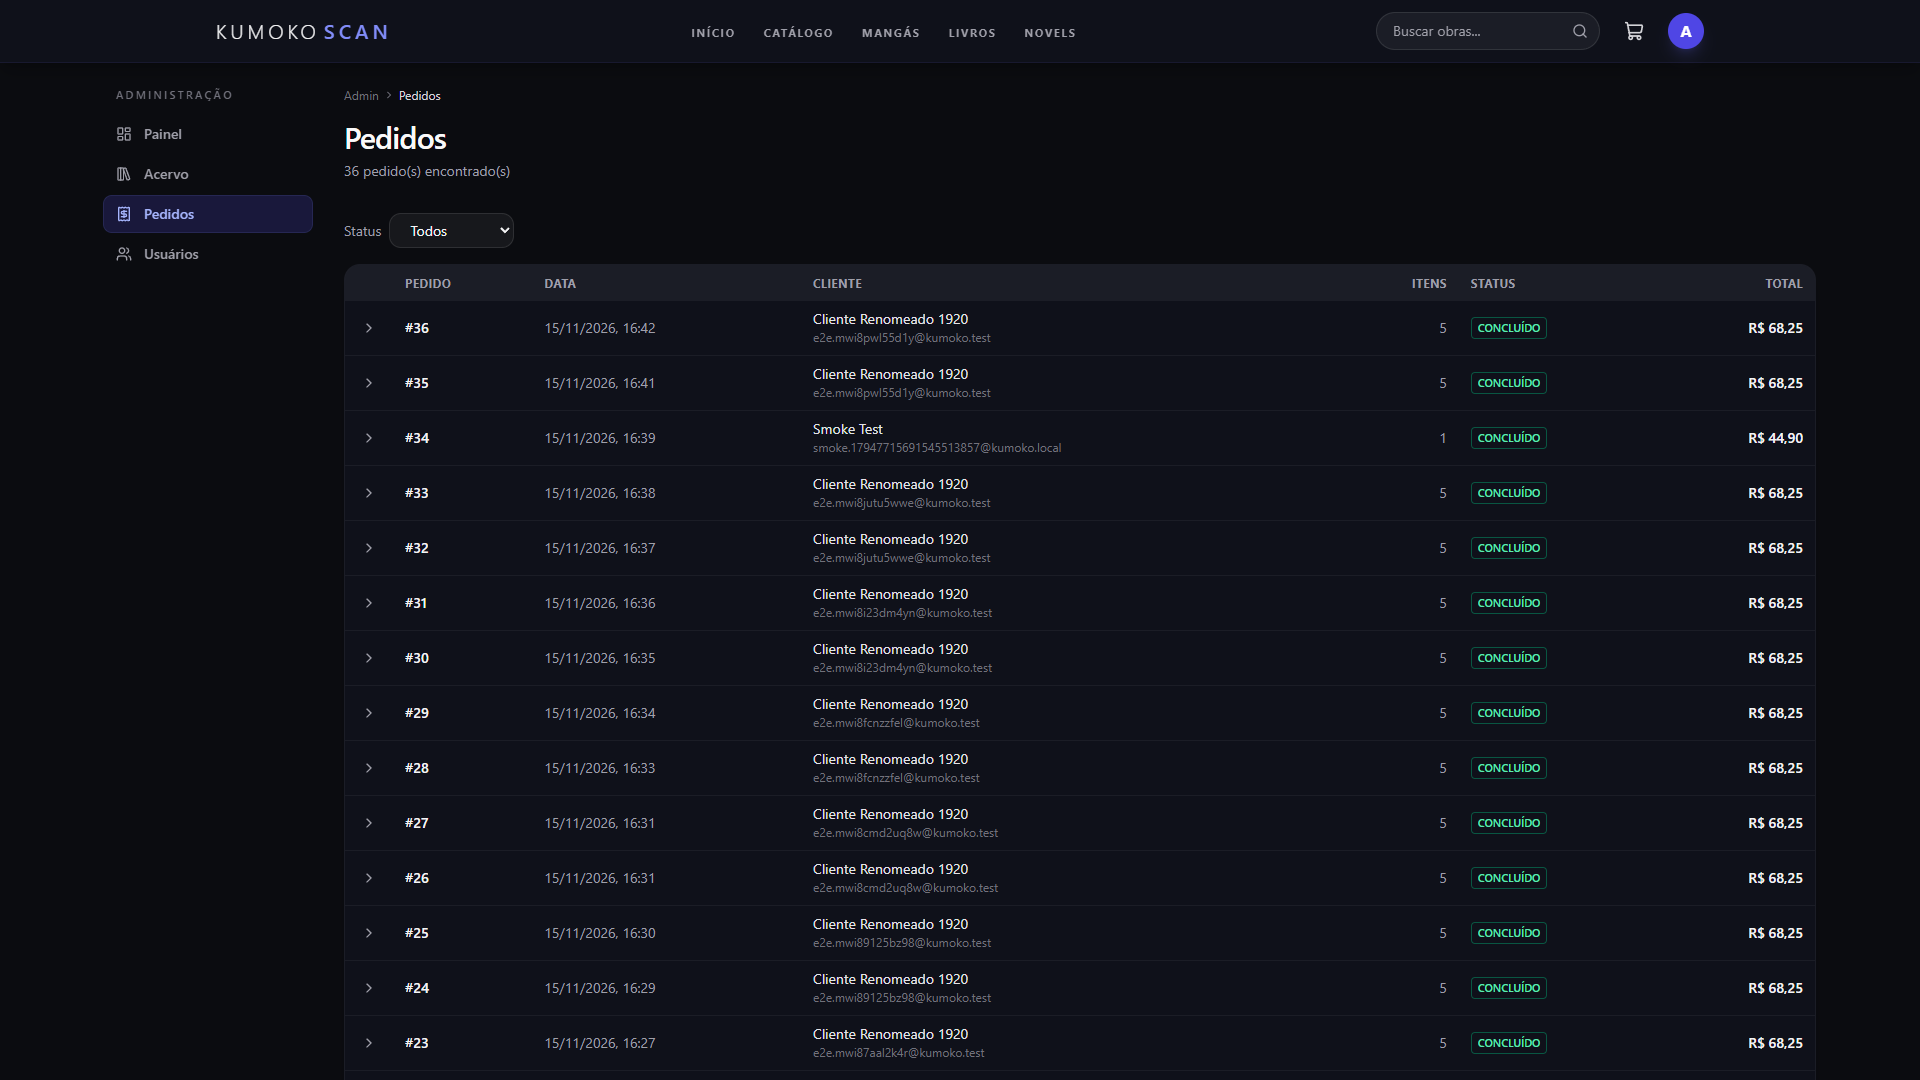 KUMOKO SCAN
INÍCIO CATÁLOGO MANGÁS LIVROS NOVELS
Buscar obras...
A
ADMINISTRAÇÃO
Painel
Acervo
Pedidos
Usuários
Admin > Pedidos
Pedidos
36 pedido(s) encontrado(s)
Status Todos
PEDIDO DATA CLIENTE ITENS STATUS TOTAL
#36 15/11/2026, 16:42 Cliente Renomeado 1920 5 CONCLUÍDO R$ 68,25
e2e.mwi8pwl55d1y@kumoko.test
#35 15/11/2026, 16:41 Cliente Renomeado 1920 5 CONCLUÍDO R$ 68,25
e2e.mwi8pwl55d1y@kumoko.test
#34 15/11/2026, 16:39 Smoke Test 1 CONCLUÍDO R$ 44,90
smoke.17947715691545513857@kumoko.local
#33 15/11/2026, 16:38 Cliente Renomeado 1920 5 CONCLUÍDO R$ 68,25
e2e.mwi8jutu5wwe@kumoko.test
#32 15/11/2026, 16:37 Cliente Renomeado 1920 5 CONCLUÍDO R$ 68,25
e2e.mwi8jutu5wwe@kumoko.test
#31 15/11/2026, 16:36 Cliente Renomeado 1920 5 CONCLUÍDO R$ 68,25
e2e.mwi8i23dm4yn@kumoko.test
#30 15/11/2026, 16:35 Cliente Renomeado 1920 5 CONCLUÍDO R$ 68,25
e2e.mwi8i23dm4yn@kumoko.test
#29 15/11/2026, 16:34 Cliente Renomeado 1920 5 CONCLUÍDO R$ 68,25
e2e.mwi8fcnzzfel@kumoko.test
#28 15/11/2026, 16:33 Cliente Renomeado 1920 5 CONCLUÍDO R$ 68,25
e2e.mwi8fcnzzfel@kumoko.test
#27 15/11/2026, 16:31 Cliente Renomeado 1920 5 CONCLUÍDO R$ 68,25
e2e.mwi8cmd2uq8w@kumoko.test
#26 15/11/2026, 16:31 Cliente Renomeado 1920 5 CONCLUÍDO R$ 68,25
e2e.mwi8cmd2uq8w@kumoko.test
#25 15/11/2026, 16:30 Cliente Renomeado 1920 5 CONCLUÍDO R$ 68,25
e2e.mwi89125bz98@kumoko.test
#24 15/11/2026, 16:29 Cliente Renomeado 1920 5 CONCLUÍDO R$ 68,25
e2e.mwi89125bz98@kumoko.test
#23 15/11/2026, 16:27 Cliente Renomeado 1920 5 CONCLUÍDO R$ 68,25
e2e.mwi87aal2k4r@kumoko.test